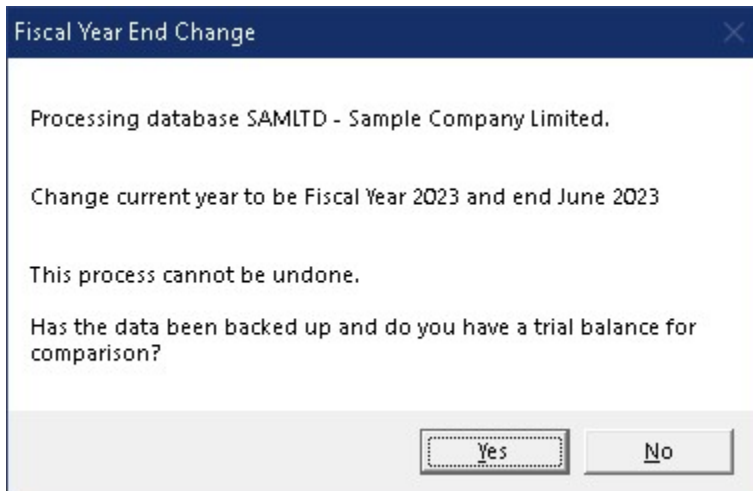 Fiscal Year End Change
Processing database SAMLTD - Sample Company Limited.
Change current year to be Fiscal Year 2023 and end June 2023
This process cannot be undone.
Has the data been backed up and do you have a trial balance for
comparison?
Yes
No